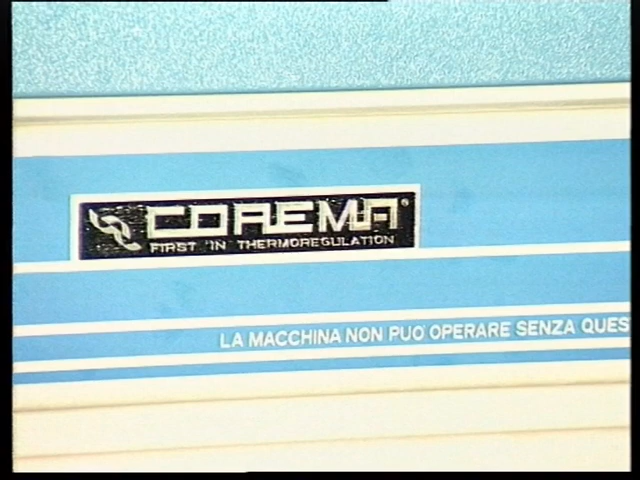 COREMA®
FIRST IN THERMOREGULATION
LA MACCHINA NON PUO' OPERARE SENZA QUES